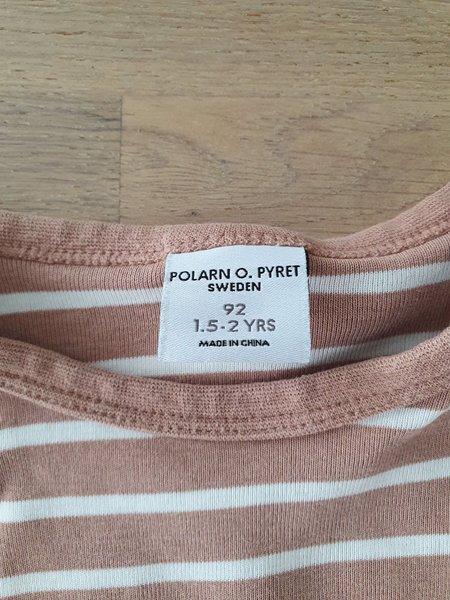 POLARN O. PYRET
SWEDEN
92
1.5-2 YRS
MADE IN CHINA